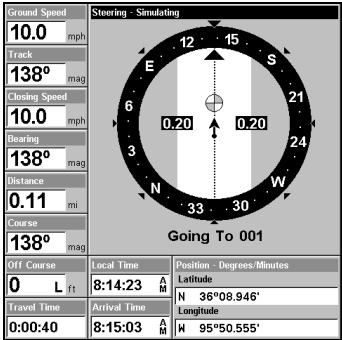 Ground Speed
10.0 mph
Track
138° mag
Closing Speed
10.0 mph
Bearing
138° mag
Distance
0.11 mi
Course
138° mag
Off Course
0 L ft
Travel Time
0:00:40
Steering - Simulating
12 15
E S
6 21
3 24
N W
33 30
0.20 0.20
Going To 001
Local Time
8:14:23 AM
Arrival Time
8:15:03 AM
Position - Degrees/Minutes
Latitude
N 36°08.946'
Longitude
W 95°50.555'